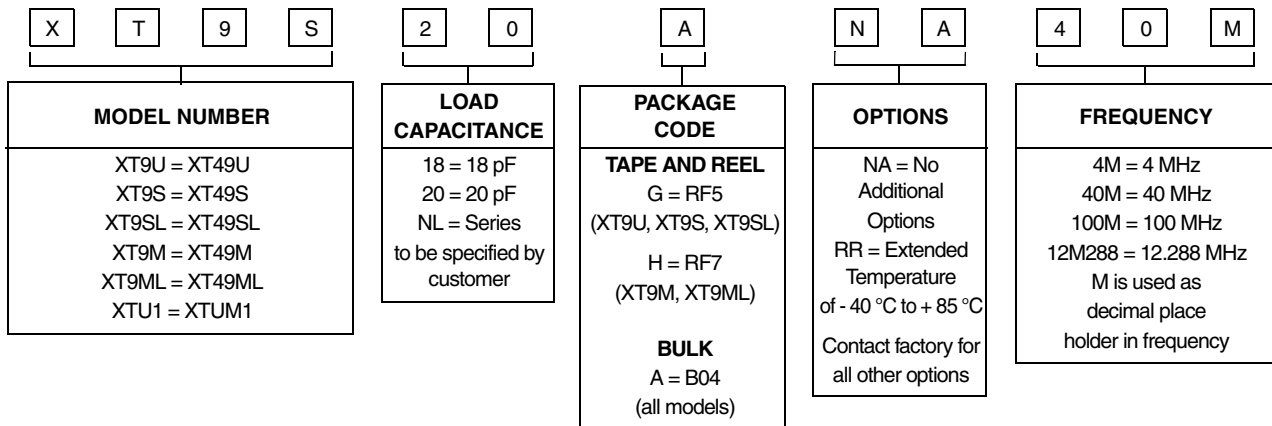 X T 9 S 2 0 A N A 4 0 M
MODEL NUMBER
XT9U = XT49U
XT9S = XT49S
XT9SL = XT49SL
XT9M = XT49M
XT9ML = XT49ML
XTU1 = XTUM1
LOAD
CAPACITANCE
18 = 18 pF
20 = 20 pF
NL = Series
to be specified by
customer
PACKAGE
CODE
TAPE AND REEL
G = RF5
(XT9U, XT9S, XT9SL)
H = RF7
(XT9M, XT9ML)
BULK
A = B04
(all models)
OPTIONS
NA = No
Additional
Options
RR = Extended
Temperature
of - 40 °C to + 85 °C
Contact factory for
all other options
FREQUENCY
4M = 4 MHz
40M = 40 MHz
100M = 100 MHz
12M288 = 12.288 MHz
M is used as
decimal place
holder in frequency